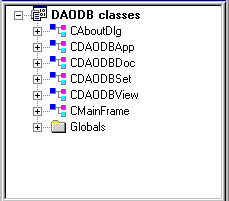 DAODB classes
CAboutDlg
CDAODBApp
CDAODBDoc
CDAODBSet
CDAODBView
CMainFrame
Globals